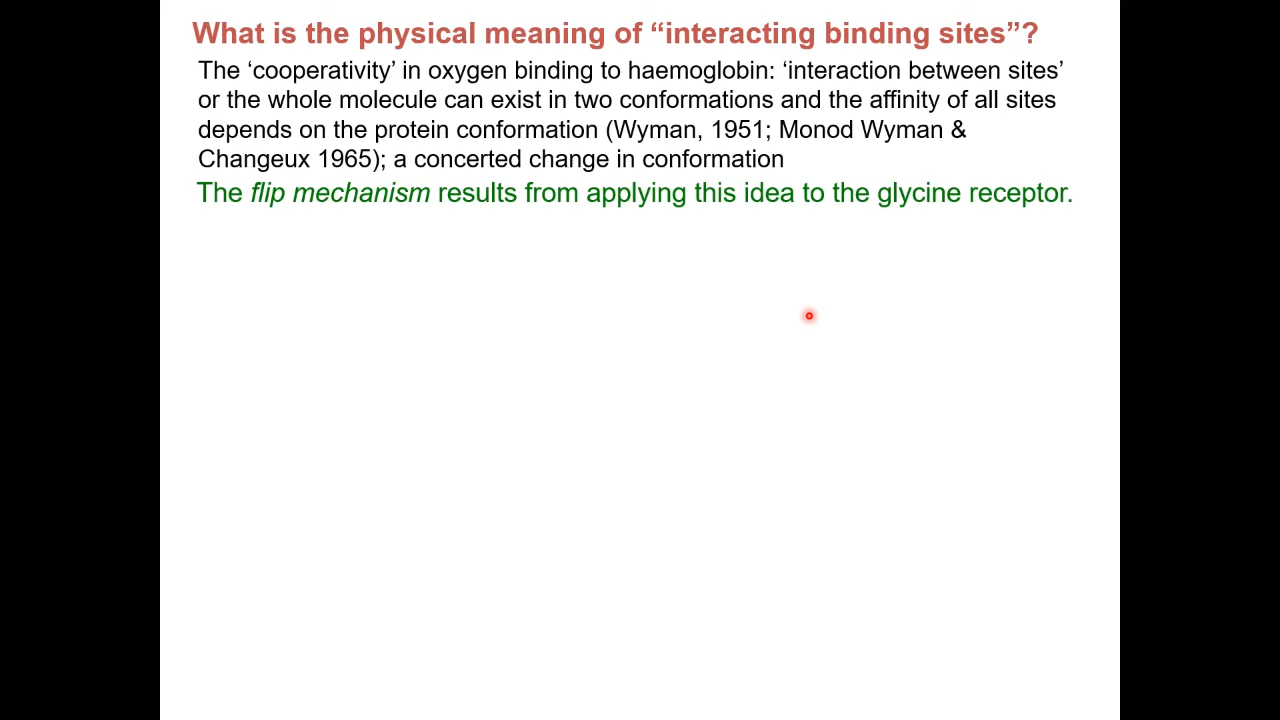 What is the physical meaning of “interacting binding sites”?
The ‘cooperativity’ in oxygen binding to haemoglobin: ‘interaction between sites’
or the whole molecule can exist in two conformations and the affinity of all sites
depends on the protein conformation (Wyman, 1951; Monod Wyman &
Changeux 1965); a concerted change in conformation
The flip mechanism results from applying this idea to the glycine receptor.